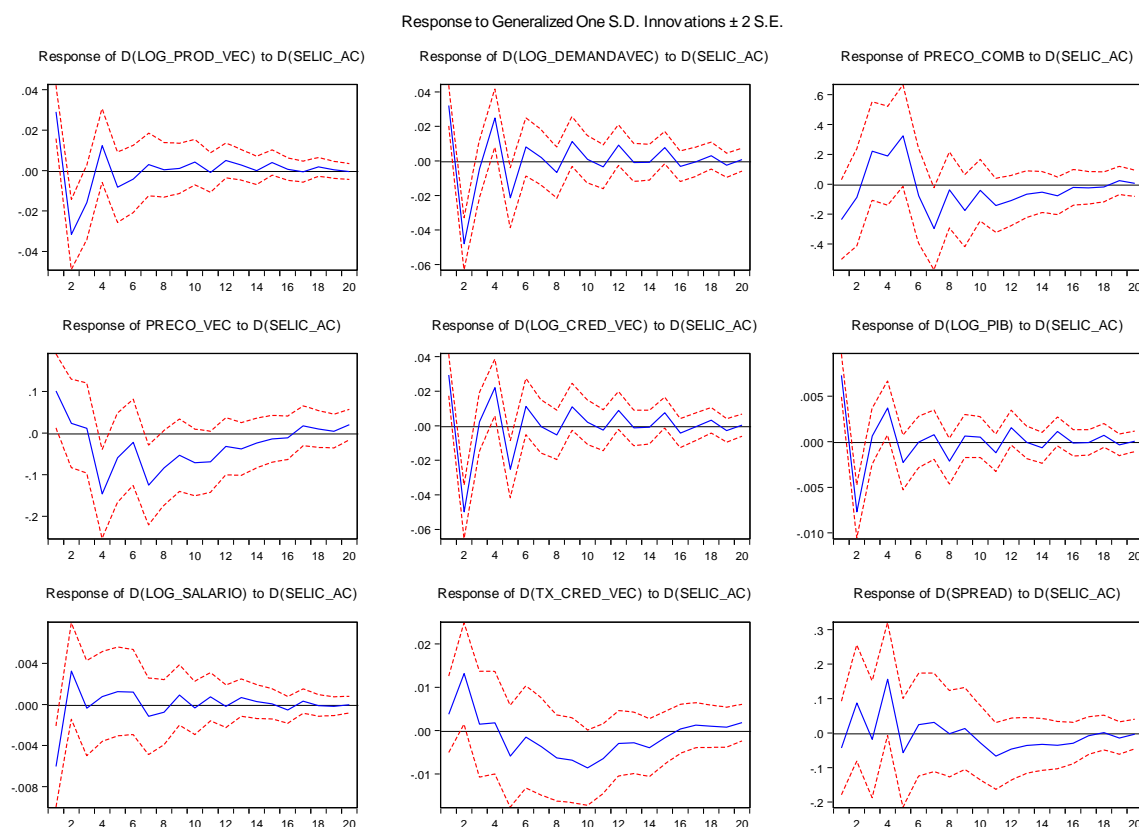 Response to Generalized One S.D. Innovations ± 2 S.E.
Response of D(LOG_PROD_VEC) to D(SELIC_AC)
.04
.02
.00
-.02
-.04
2 4 6 8 10 12 14 16 18 20
Response of D(LOG_DEMANDAVEC) to D(SELIC_AC)
.04
.02
.00
-.02
-.04
-.06
2 4 6 8 10 12 14 16 18 20
Response of PRECO_COMB to D(SELIC_AC)
.6
.4
.2
.0
-.2
-.4
2 4 6 8 10 12 14 16 18 20
Response of PRECO_VEC to D(SELIC_AC)
.1
.0
-.1
-.2
2 4 6 8 10 12 14 16 18 20
Response of D(LOG_CRED_VEC) to D(SELIC_AC)
.04
.02
.00
-.02
-.04
-.06
2 4 6 8 10 12 14 16 18 20
Response of D(LOG_PIB) to D(SELIC_AC)
.005
.000
-.005
-.010
2 4 6 8 10 12 14 16 18 20
Response of D(LOG_SALARIO) to D(SELIC_AC)
.004
.000
-.004
-.008
2 4 6 8 10 12 14 16 18 20
Response of D(TX_CRED_VEC) to D(SELIC_AC)
.02
.01
.00
-.01
2 4 6 8 10 12 14 16 18 20
Response of D(SPREAD) to D(SELIC_AC)
.3
.2
.1
.0
-.1
-.2
2 4 6 8 10 12 14 16 18 20